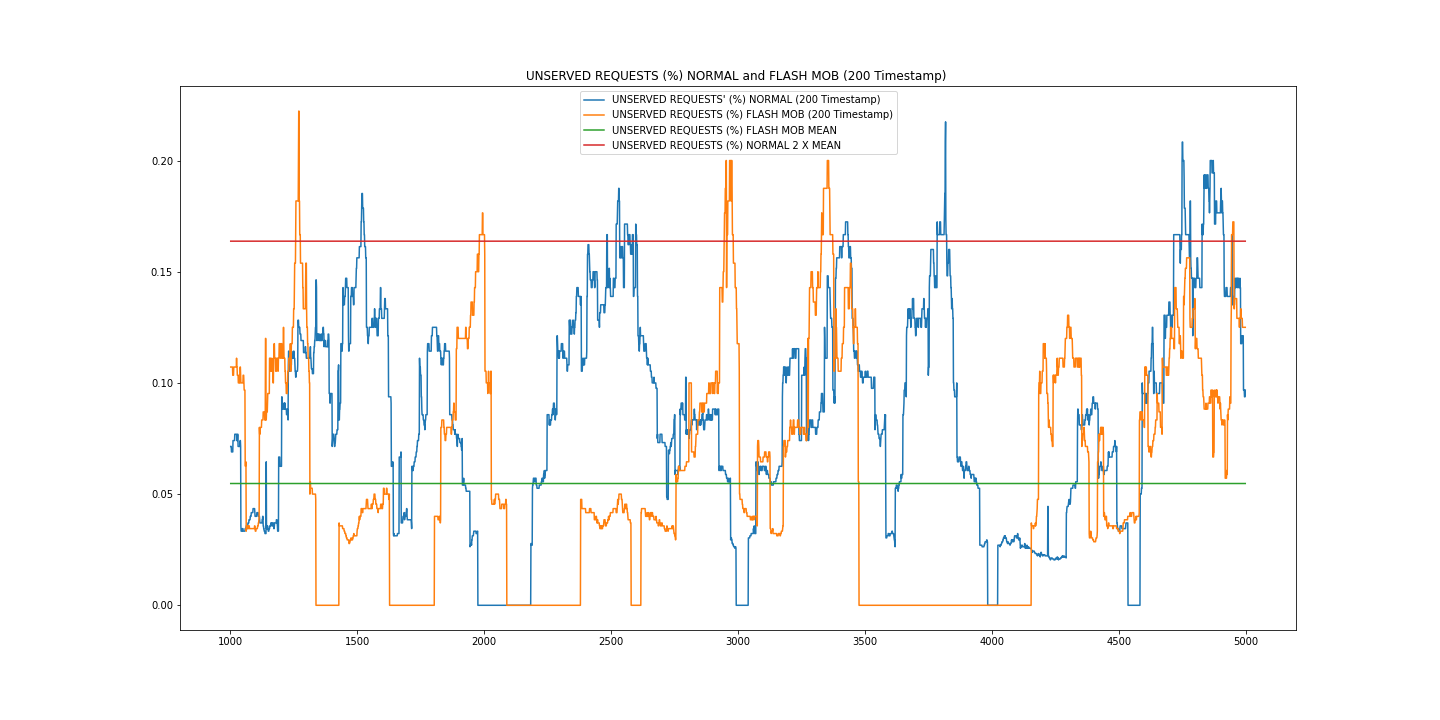 UNSERVED REQUESTS (%) NORMAL and FLASH MOB (200 Timestamp)
UNSERVED REQUESTS' (%) NORMAL (200 Timestamp)
UNSERVED REQUESTS (%) FLASH MOB (200 Timestamp)
UNSERVED REQUESTS (%) FLASH MOB MEAN
UNSERVED REQUESTS (%) NORMAL 2 X MEAN
0.20
0.15
0.10
0.05
0.00
1000 1500 2000 2500 3000 3500 4000 4500 5000